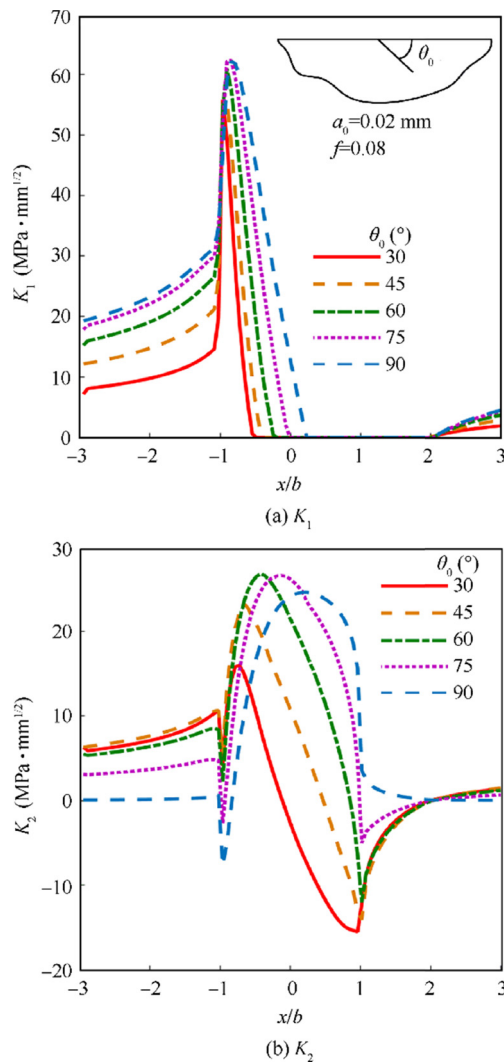 70
60
50
40
30
20
10
0
K₁ (MPa·mm¹/²)
θ₀
a₀=0.02 mm
f=0.08
θ₀ (°)
30
45
60
75
90
−3 −2 −1 0 1 2 3
x/b
(a) K₁
30
20
10
0
−10
−20
K₂ (MPa·mm¹/²)
θ₀ (°)
30
45
60
75
90
−3 −2 −1 0 1 2 3
x/b
(b) K₂